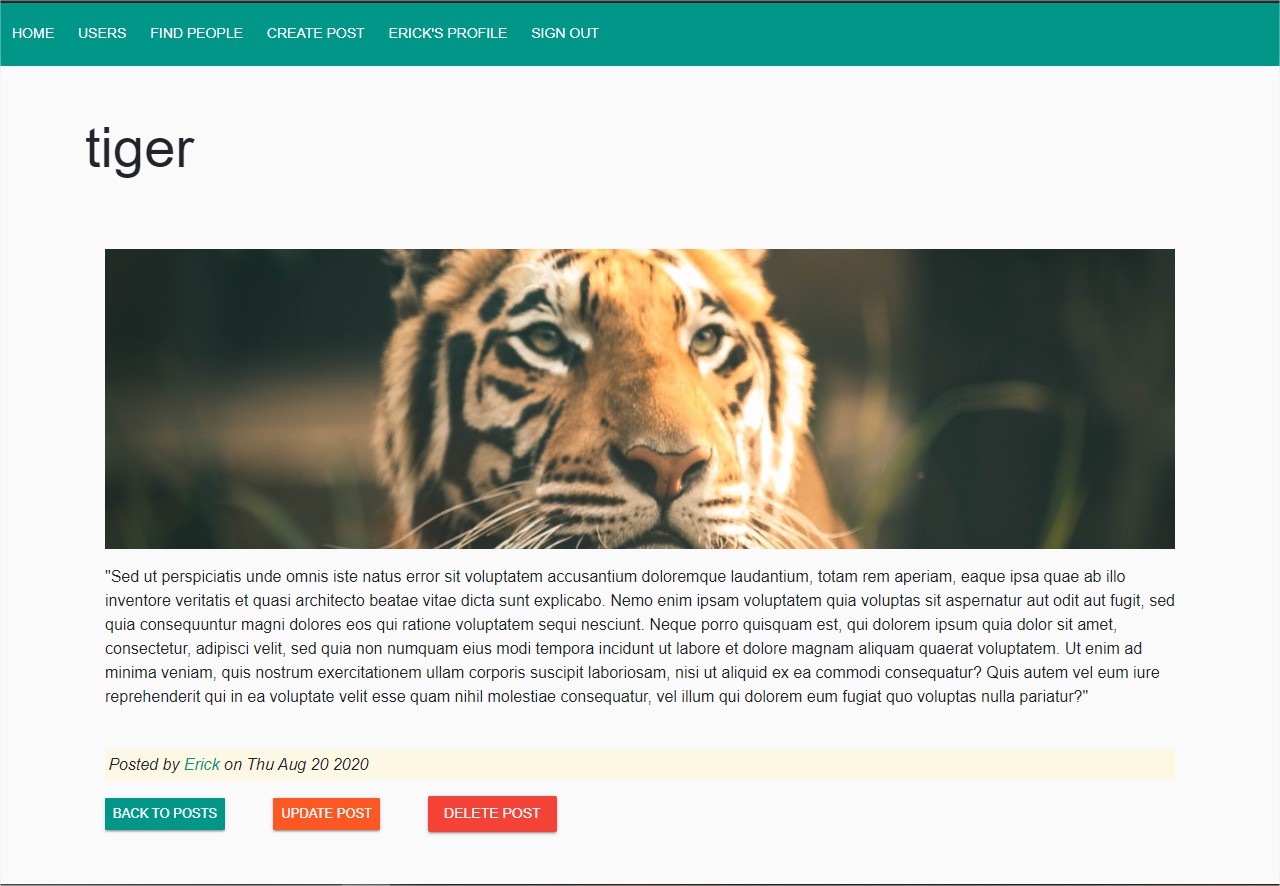 HOME USERS FIND PEOPLE CREATE POST ERICK'S PROFILE SIGN OUT
tiger
"Sed ut perspiciatis unde omnis iste natus error sit voluptatem accusantium doloremque laudantium, totam rem aperiam, eaque ipsa quae ab illo
inventore veritatis et quasi architecto beatae vitae dicta sunt explicabo. Nemo enim ipsam voluptatem quia voluptas sit aspernatur aut odit aut fugit, sed
quia consequuntur magni dolores eos qui ratione voluptatem sequi nesciunt. Neque porro quisquam est, qui dolorem ipsum quia dolor sit amet,
consectetur, adipisci velit, sed quia non numquam eius modi tempora incidunt ut labore et dolore magnam aliquam quaerat voluptatem. Ut enim ad
minima veniam, quis nostrum exercitationem ullam corporis suscipit laboriosam, nisi ut aliquid ex ea commodi consequatur? Quis autem vel eum iure
reprehenderit qui in ea voluptate velit esse quam nihil molestiae consequatur, vel illum qui dolorem eum fugiat quo voluptas nulla pariatur?"
Posted by Erick on Thu Aug 20 2020
BACK TO POSTS UPDATE POST DELETE POST